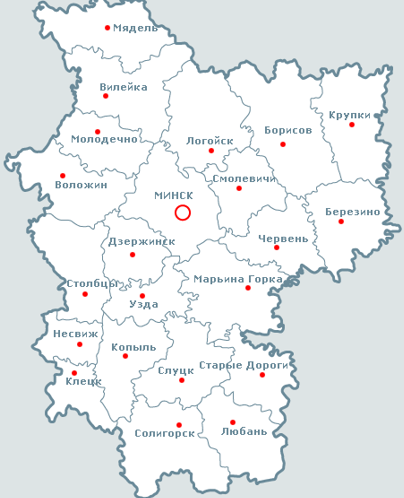 Мядель
Вилейка
Крупки
Борисов
Молодечно
Логойск
Смолевичи
Воложин
МИНСК
Березино
Дзержинск
Червень
Марьина Горка
Столбцы
Узда
Несвиж
Копыль
Слуцк
Старые Дороги
Клецк
Солигорск
Любань